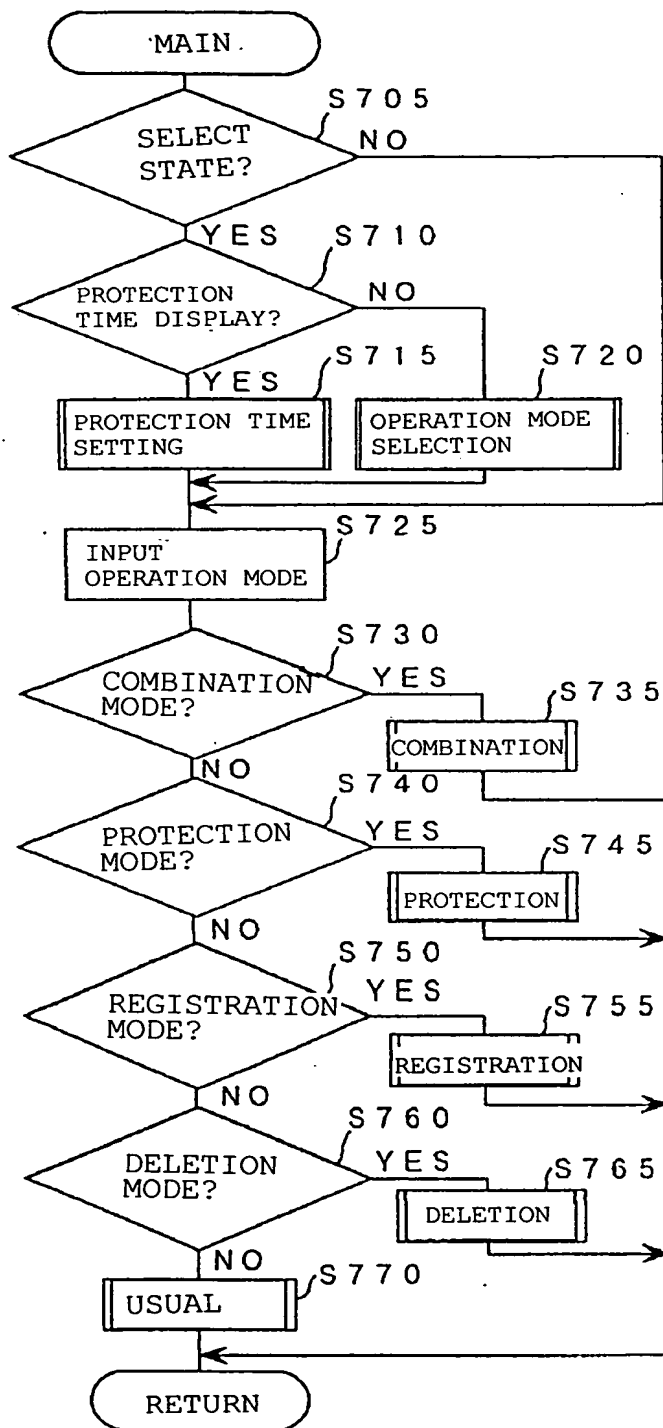 MAIN
S705
SELECT
STATE?
NO
YES
S710
PROTECTION
TIME DISPLAY?
NO
YES
S715
S720
PROTECTION TIME
SETTING
OPERATION MODE
SELECTION
S725
INPUT
OPERATION MODE
S730
COMBINATION
MODE?
YES
S735
COMBINATION
NO
S740
PROTECTION
MODE?
YES
S745
PROTECTION
NO
S750
REGISTRATION
MODE?
YES
S755
REGISTRATION
NO
S760
DELETION
MODE?
YES
S765
DELETION
NO
S770
USUAL
RETURN